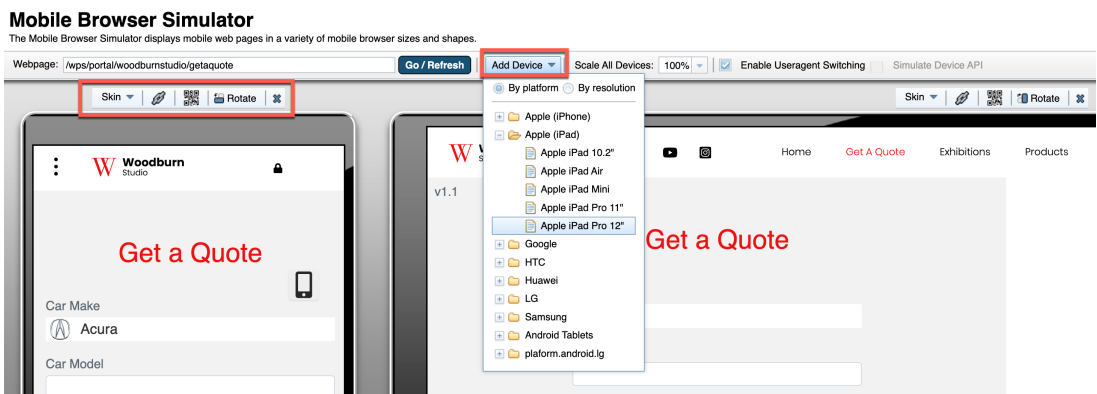 Mobile Browser Simulator
The Mobile Browser Simulator displays mobile web pages in a variety of mobile browser sizes and shapes.
Webpage: /wps/portal/woodburnstudio/getaquote Go / Refresh Add Device Scale All Devices: 100% Enable Useragent Switching Simulate Device API
Skin Rotate
Skin Rotate
By platform By resolution
Apple (iPhone)
Apple (iPad)
Apple iPad 10.2"
Apple iPad Air
Apple iPad Mini
Apple iPad Pro 11"
Apple iPad Pro 12"
Google
HTC
Huawei
LG
Samsung
Android Tablets
plaform.android.lg
W Woodburn
Studio
Get a Quote
Car Make
Acura
Car Model
W
Home Get A Quote Exhibitions Products
v1.1
Get a Quote